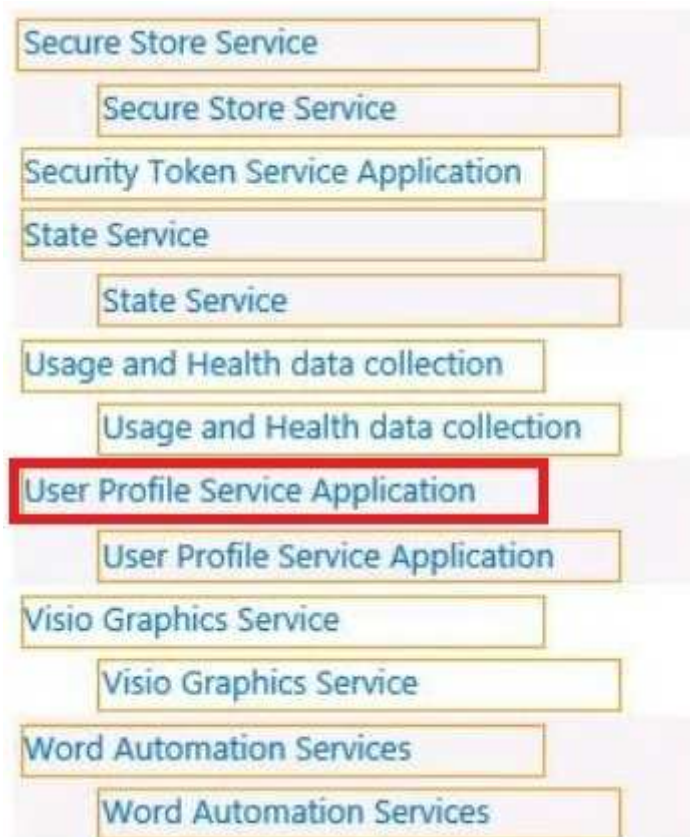 Secure Store Service
Secure Store Service
Security Token Service Application
State Service
State Service
Usage and Health data collection
Usage and Health data collection
User Profile Service Application
User Profile Service Application
Visio Graphics Service
Visio Graphics Service
Word Automation Services
Word Automation Services